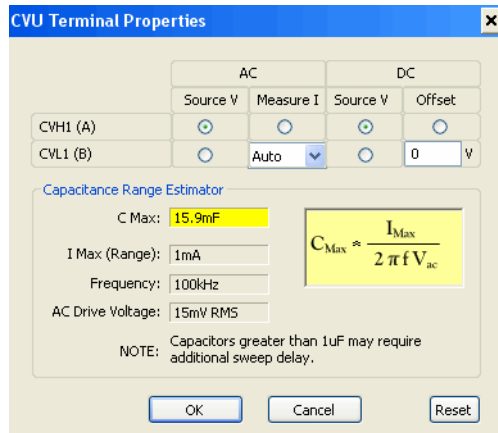 CVU Terminal Properties
AC DC
Source V Measure I Source V Offset
CVH1 (A)
CVL1 (B) Auto 0 V
Capacitance Range Estimator
C Max: 15.9mF
I Max (Range): 1mA
Frequency: 100kHz
AC Drive Voltage: 15mV RMS
C_Max ≈ I_Max / 2 π f V_ac
NOTE: Capacitors greater than 1uF may require
additional sweep delay.
OK Cancel Reset